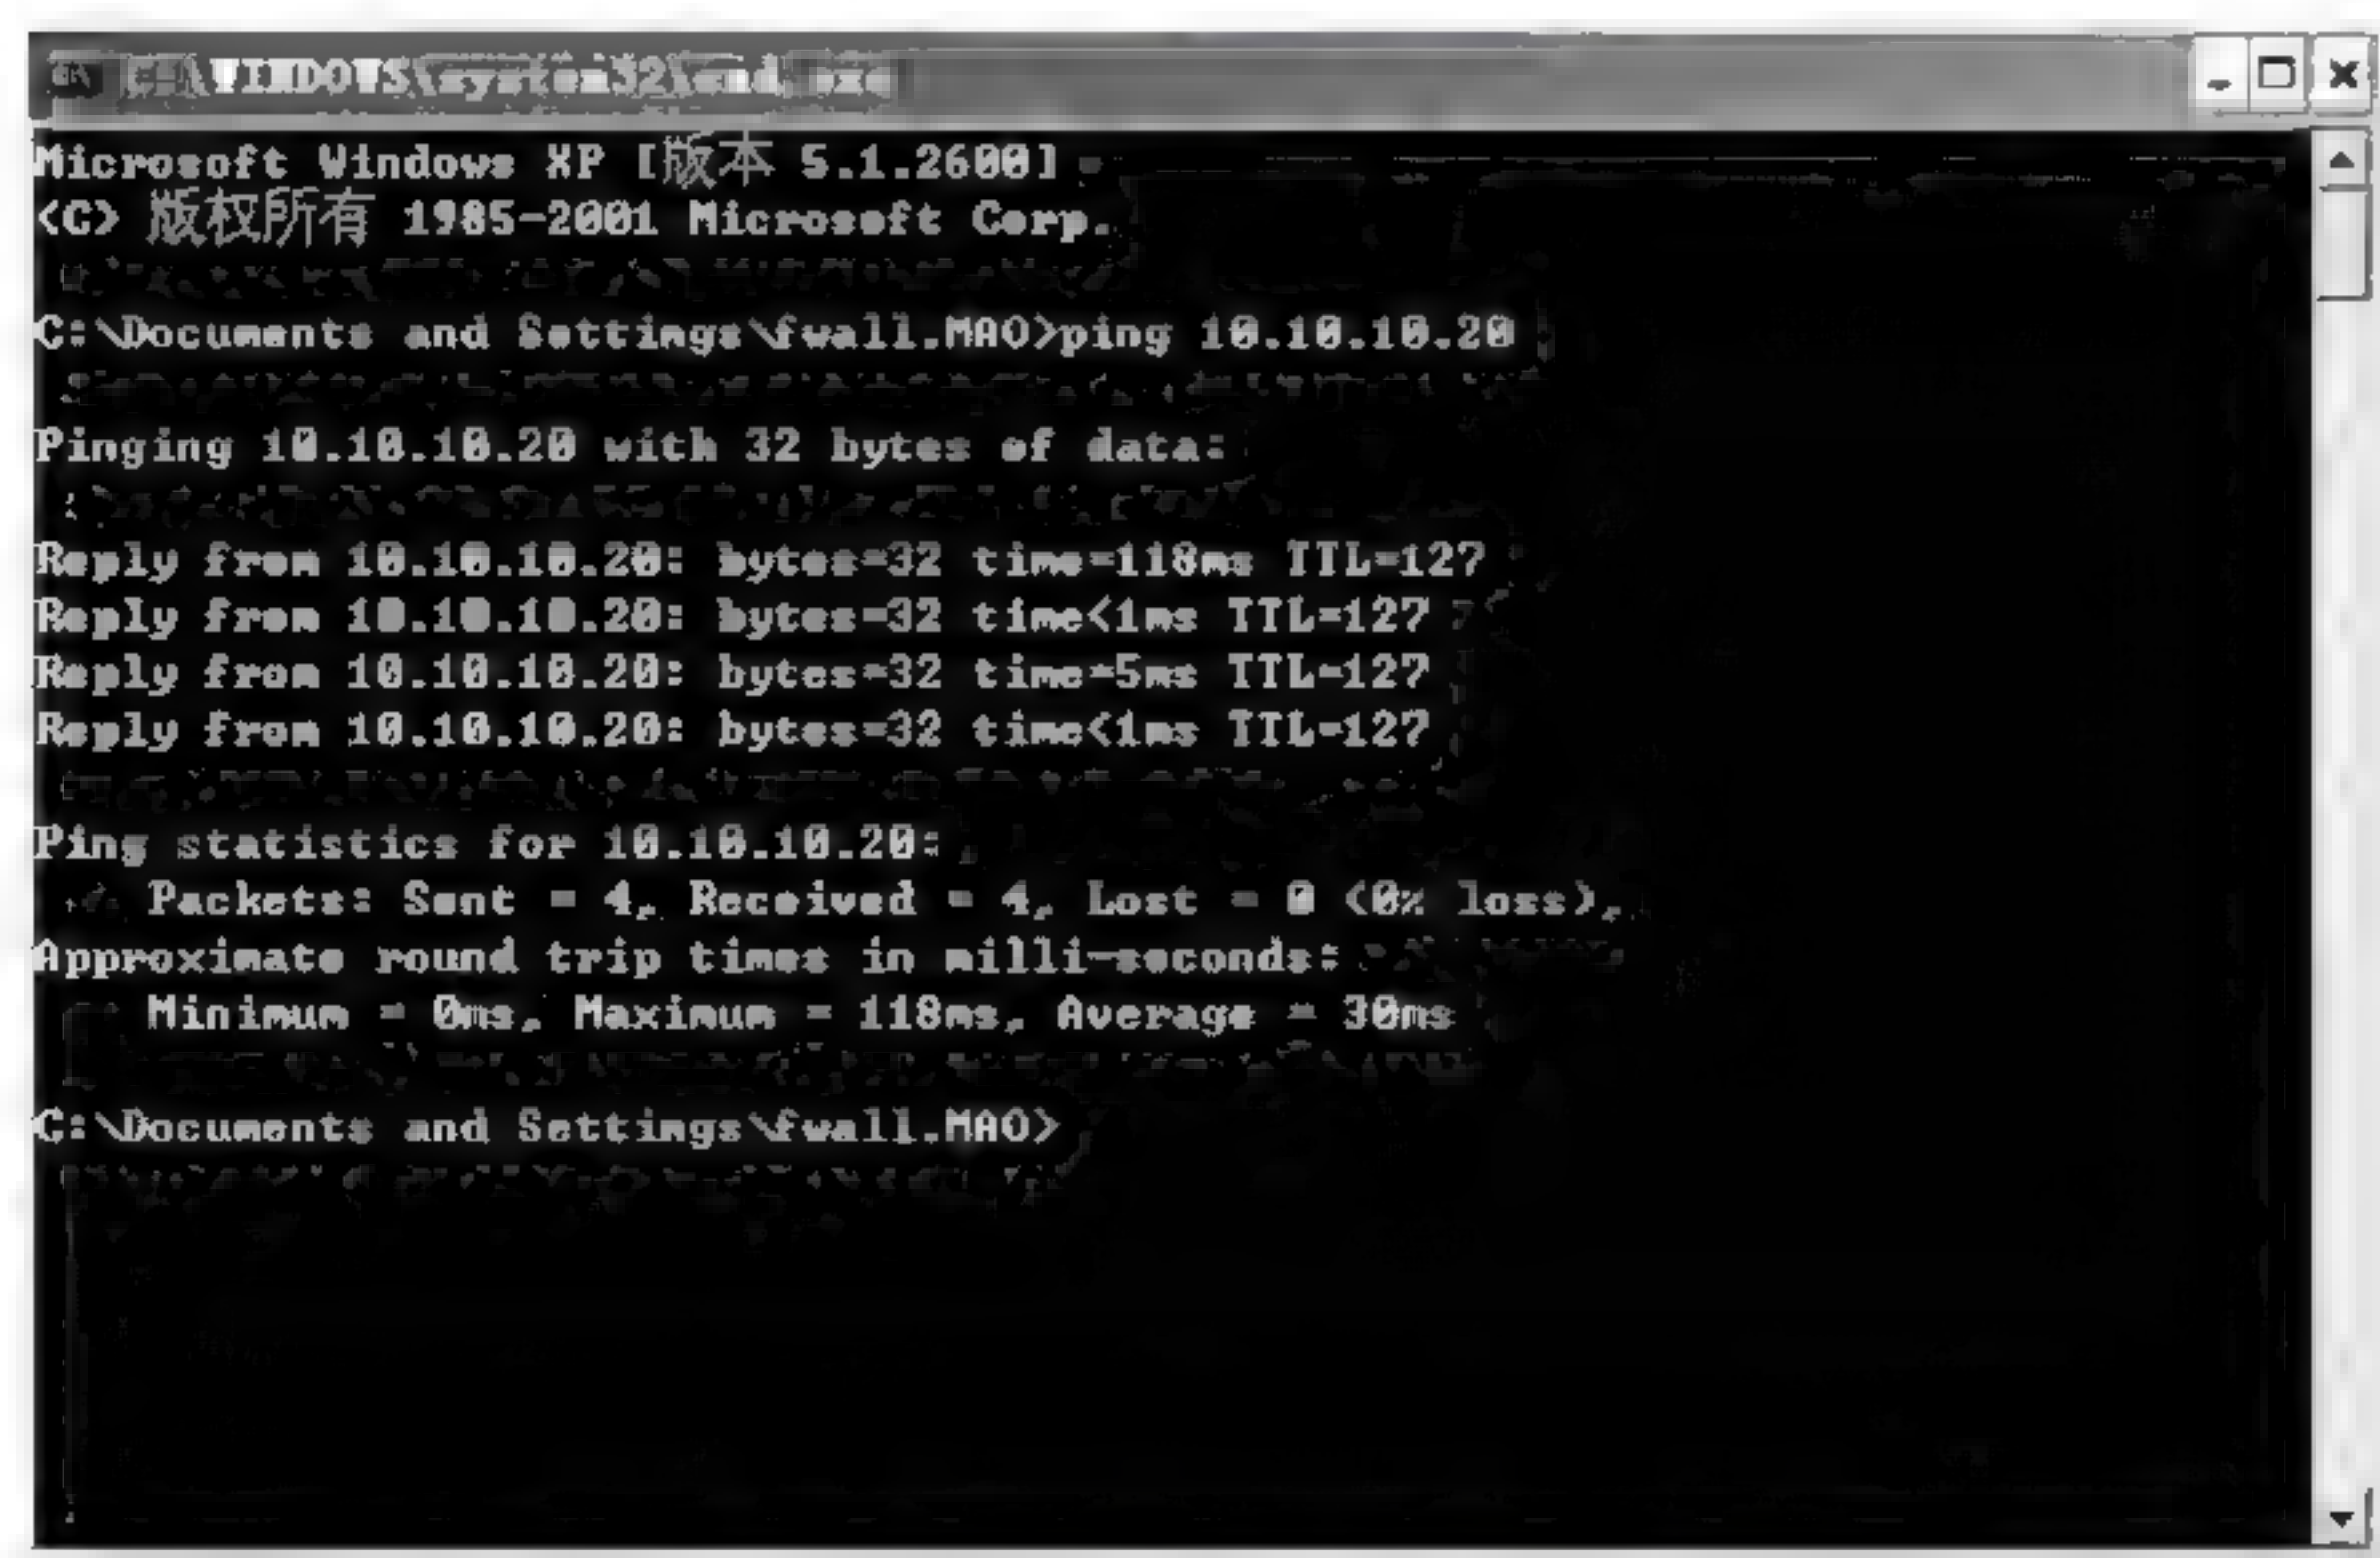 C:\WINDOWS\system32\cmd.exe
Microsoft Windows XP [版本 5.1.2600]
(C) 版权所有 1985-2001 Microsoft Corp.
C:\Documents and Settings\fwall.MAO>ping 10.10.10.20
Pinging 10.10.10.20 with 32 bytes of data:
Reply from 10.10.10.20: bytes=32 time=118ms TTL=127
Reply from 10.10.10.20: bytes=32 time<1ms TTL=127
Reply from 10.10.10.20: bytes=32 time=5ms TTL=127
Reply from 10.10.10.20: bytes=32 time<1ms TTL=127
Ping statistics for 10.10.10.20:
Packets: Sent = 4, Received = 4, Lost = 0 (0% loss),
Approximate round trip times in milli-seconds:
Minimum = 0ms, Maximum = 118ms, Average = 30ms
C:\Documents and Settings\fwall.MAO>